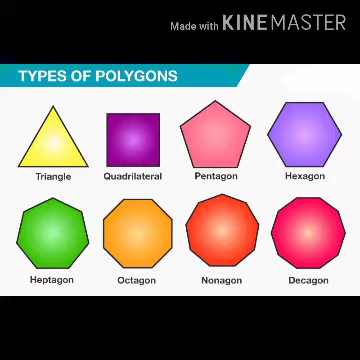 Made with KINEMASTER
TYPES OF POLYGONS
Triangle Quadrilateral Pentagon Hexagon
Heptagon Octagon Nonagon Decagon